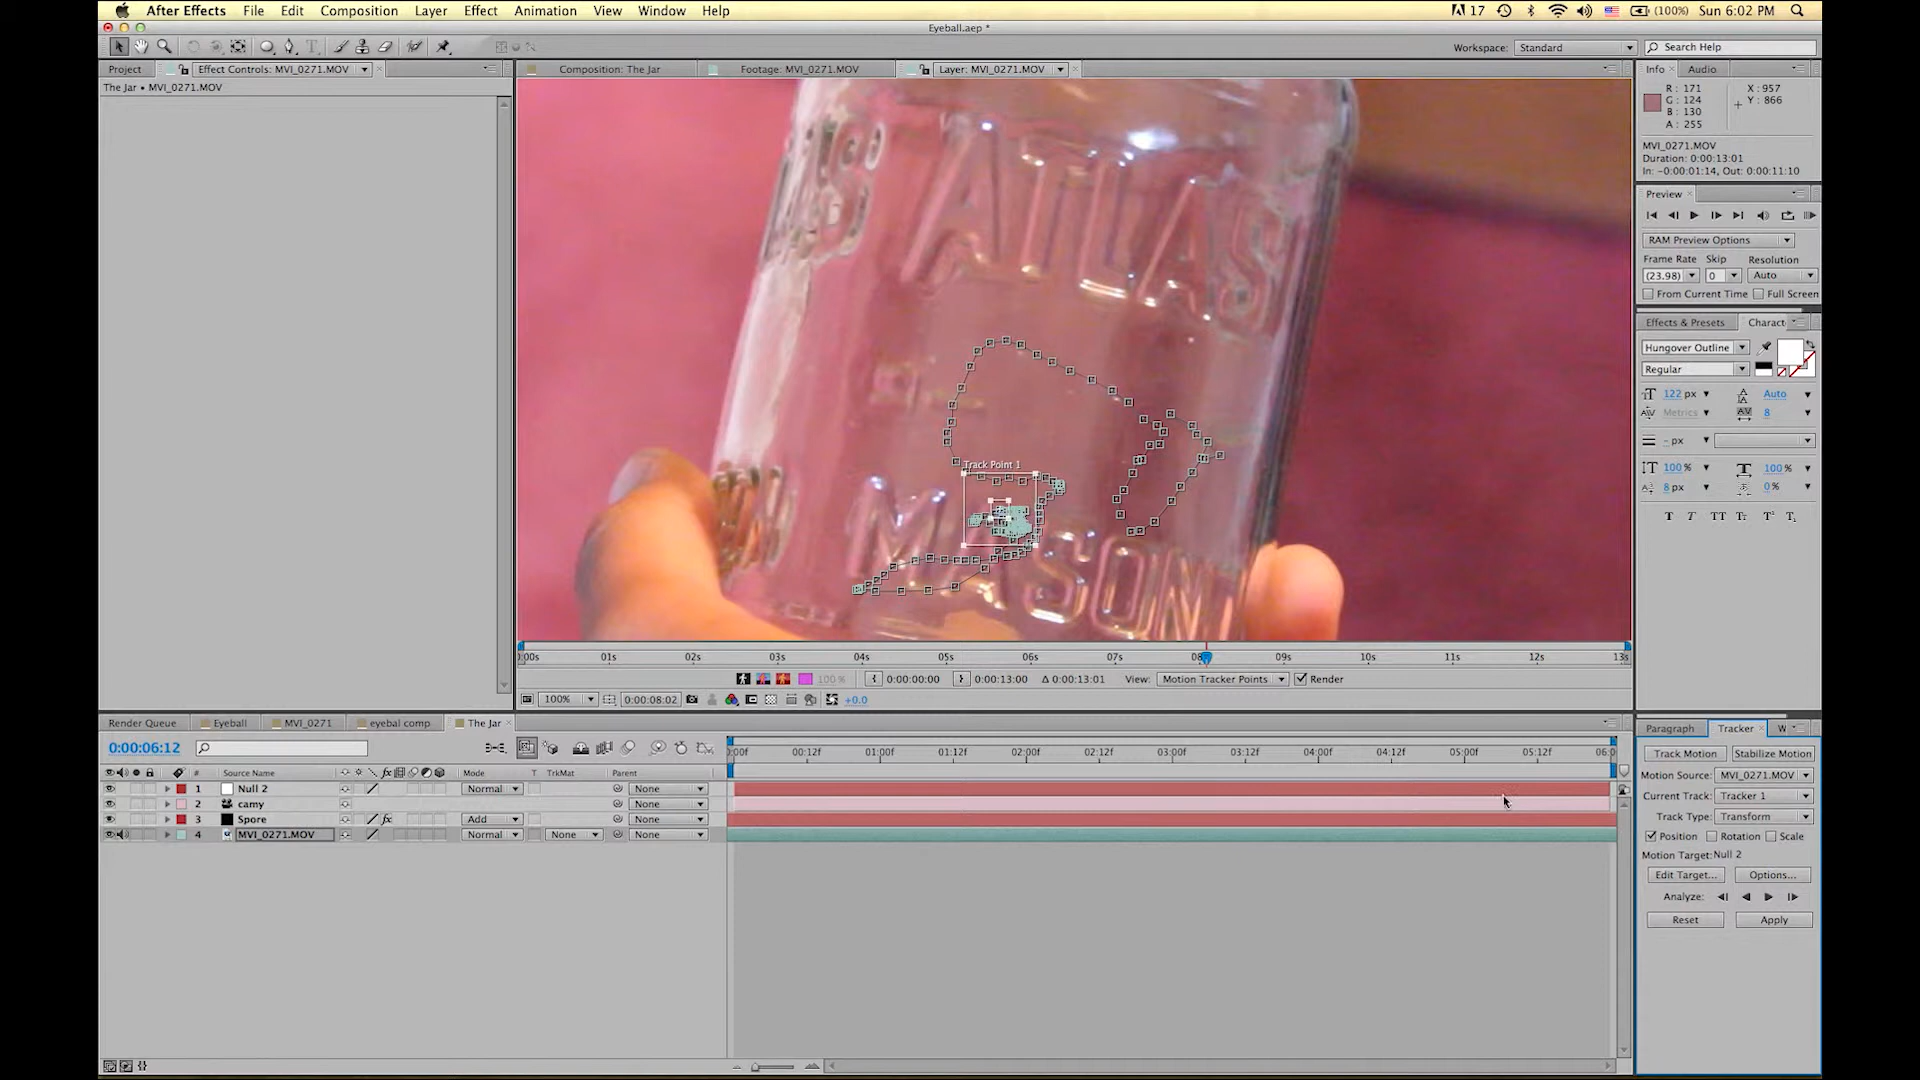 After Effects File Edit Composition Layer Effect Animation View Window Help 17 (100%) Sun 6:02 PM
Eyeball.aep *
Workspace: Standard Search Help
Project Effect Controls: MVI_0271.MOV Composition: The Jar Footage: MVI_0271.MOV Layer: MVI_0271.MOV Info Audio
The Jar • MVI_0271.MOV
R : 171 X : 957
G : 124 Y : 866
B : 130
A : 255
MVI_0271.MOV
Duration: 0:00:13:01
In: -0:00:01:14, Out: 0:00:11:10
Preview
RAM Preview Options
Frame Rate Skip Resolution
(23.98) 0 Auto
From Current Time Full Screen
ATLAS
MASON
Track Point 1
Effects & Presets Charact
Hungover Outline
Regular
122 px Auto
Metrics 8
- px
100 % 100 %
8 px 0 %
T T TT Tт T¹ T₁
0:00s 01s 02s 03s 04s 05s 06s 07s 08 09s 10s 11s 12s 13s
100 % 0:00:00:00 0:00:13:00 Δ 0:00:13:01 View: Motion Tracker Points Render
100% 0:00:08:02 +0.0
Render Queue Eyeball MVI_0271 eyebal comp The Jar
0:00:06:12
0:00f 00:12f 01:00f 01:12f 02:00f 02:12f 03:00f 03:12f 04:00f 04:12f 05:00f 05:12f 06:0
# Source Name Mode T TrkMat Parent
1 Null 2 Normal None
2 camy None
3 Spore Add None
4 MVI_0271.MOV Normal None None
Paragraph Tracker W
Track Motion Stabilize Motion
Motion Source: MVI_0271.MOV
Current Track: Tracker 1
Track Type: Transform
Position Rotation Scale
Motion Target: Null 2
Edit Target... Options...
Analyze:
Reset Apply